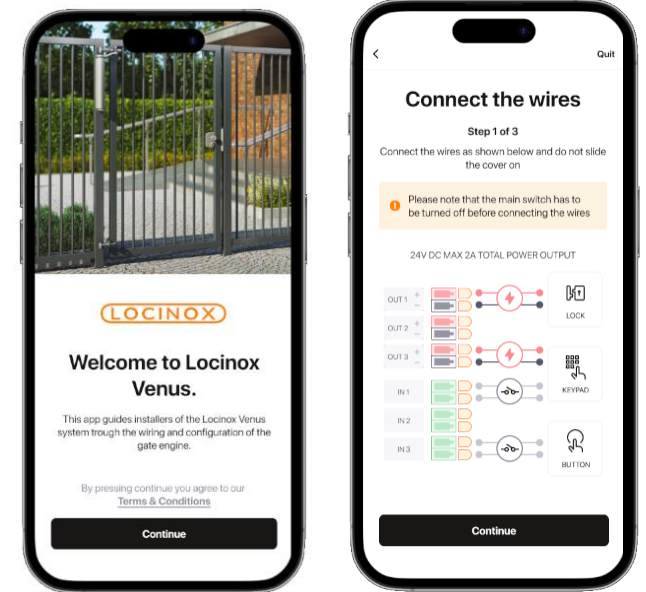 LOCINOX
Welcome to Locinox
Venus.
This app guides installers of the Locinox Venus
system trough the wiring and configuration of the
gate engine.
By pressing continue you agree to our
Terms & Conditions
Continue
Quit
Connect the wires
Step 1 of 3
Connect the wires as shown below and do not slide
the cover on
Please note that the main switch has to
be turned off before connecting the wires
24V DC MAX 2A TOTAL POWER OUTPUT
OUT 1 + −
LOCK
OUT 2 + −
OUT 3 + −
KEYPAD
IN 1
IN 2
IN 3
BUTTON
Continue